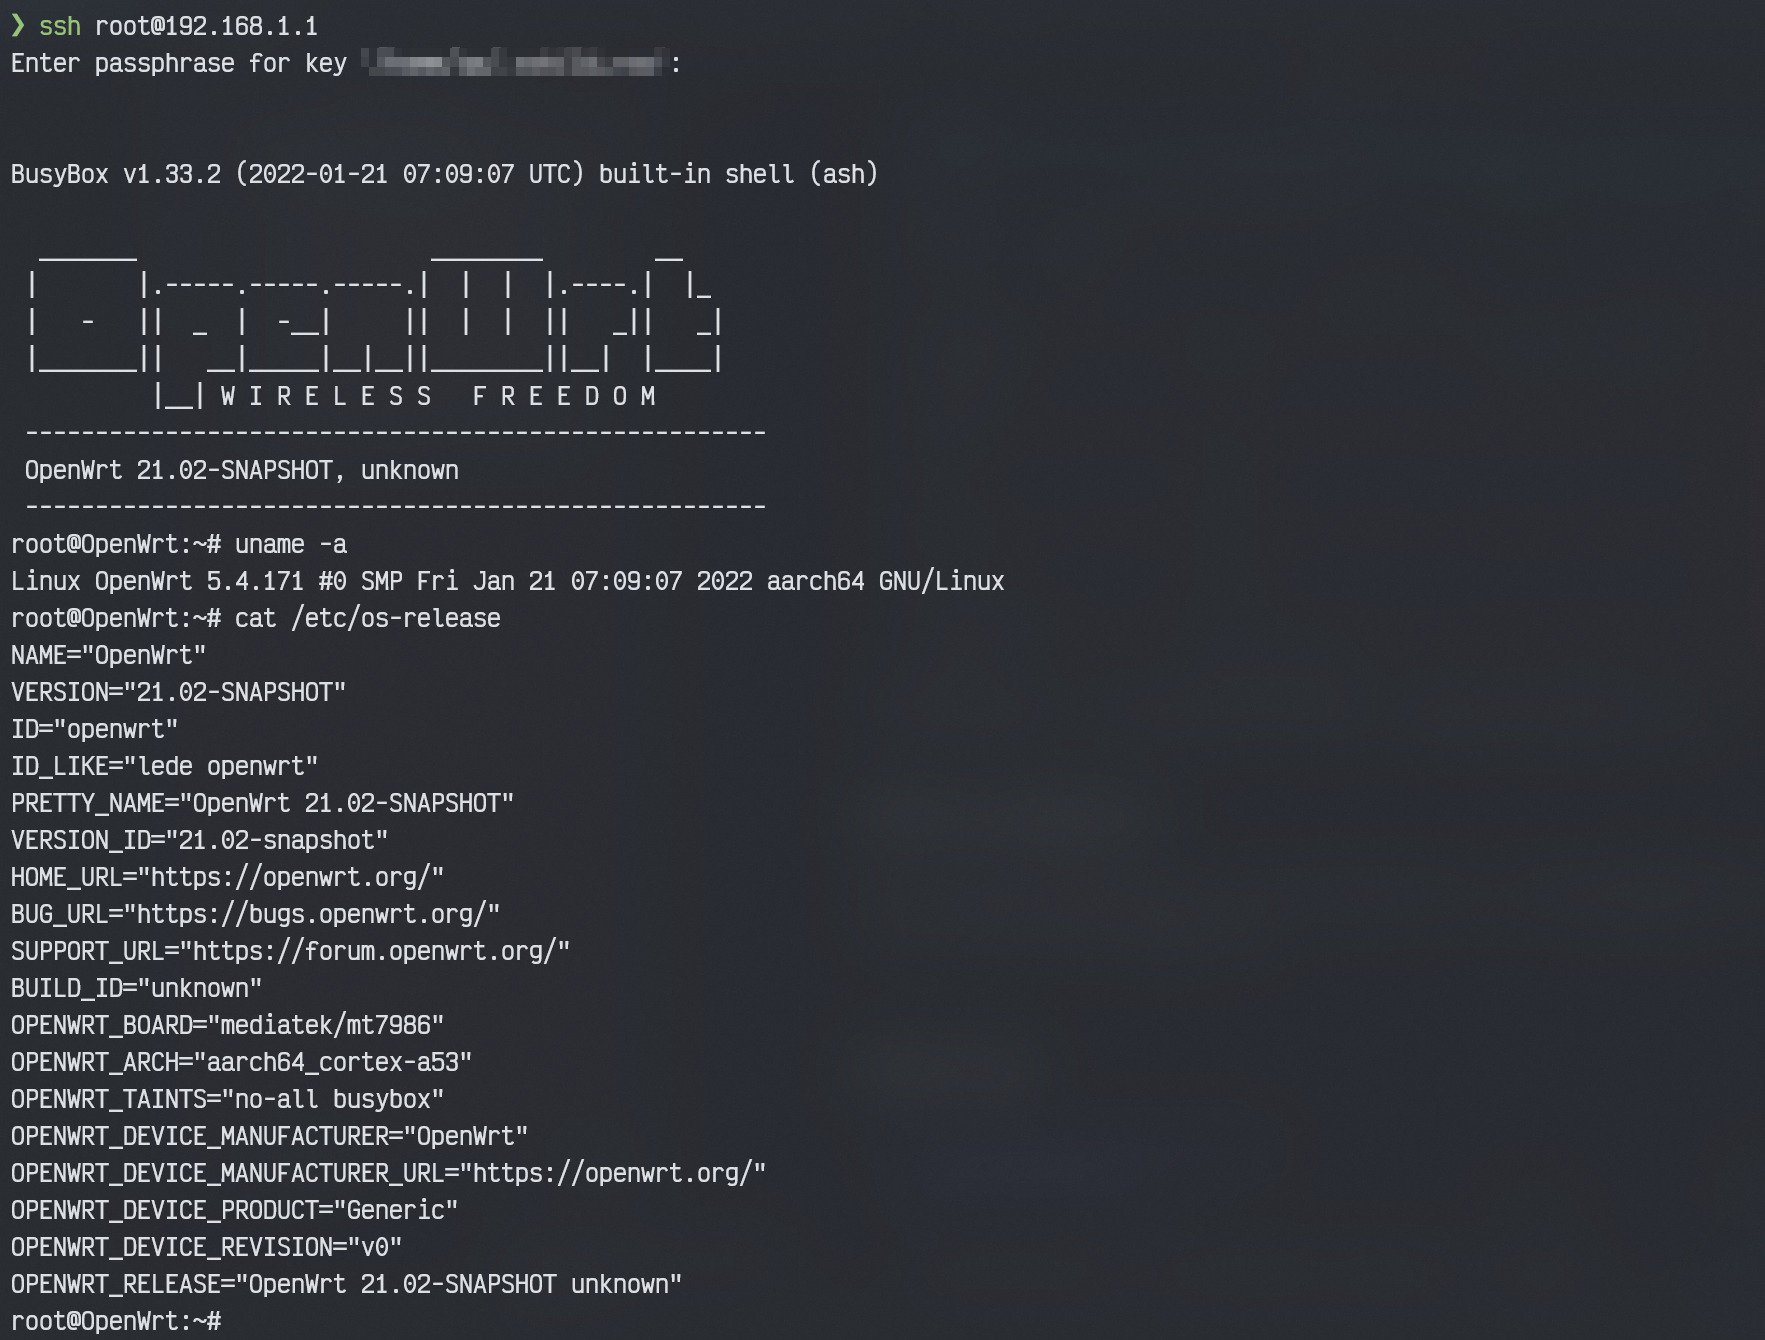 ❯ ssh root@192.168.1.1
Enter passphrase for key :
BusyBox v1.33.2 (2022-01-21 07:09:07 UTC) built-in shell (ash)
  _______                     ________        __
 |       |.-----.-----.-----.|  |  |  |.----.|  |_
 |   -   ||  _  |  -__|     ||  |  |  ||   _||   _|
 |_______||   __|_____|__|__||________||__|  |____|
          |__| W I R E L E S S   F R E E D O M
 -----------------------------------------------------
 OpenWrt 21.02-SNAPSHOT, unknown
 -----------------------------------------------------
root@OpenWrt:~# uname -a
Linux OpenWrt 5.4.171 #0 SMP Fri Jan 21 07:09:07 2022 aarch64 GNU/Linux
root@OpenWrt:~# cat /etc/os-release
NAME="OpenWrt"
VERSION="21.02-SNAPSHOT"
ID="openwrt"
ID_LIKE="lede openwrt"
PRETTY_NAME="OpenWrt 21.02-SNAPSHOT"
VERSION_ID="21.02-snapshot"
HOME_URL="https://openwrt.org/"
BUG_URL="https://bugs.openwrt.org/"
SUPPORT_URL="https://forum.openwrt.org/"
BUILD_ID="unknown"
OPENWRT_BOARD="mediatek/mt7986"
OPENWRT_ARCH="aarch64_cortex-a53"
OPENWRT_TAINTS="no-all busybox"
OPENWRT_DEVICE_MANUFACTURER="OpenWrt"
OPENWRT_DEVICE_MANUFACTURER_URL="https://openwrt.org/"
OPENWRT_DEVICE_PRODUCT="Generic"
OPENWRT_DEVICE_REVISION="v0"
OPENWRT_RELEASE="OpenWrt 21.02-SNAPSHOT unknown"
root@OpenWrt:~#